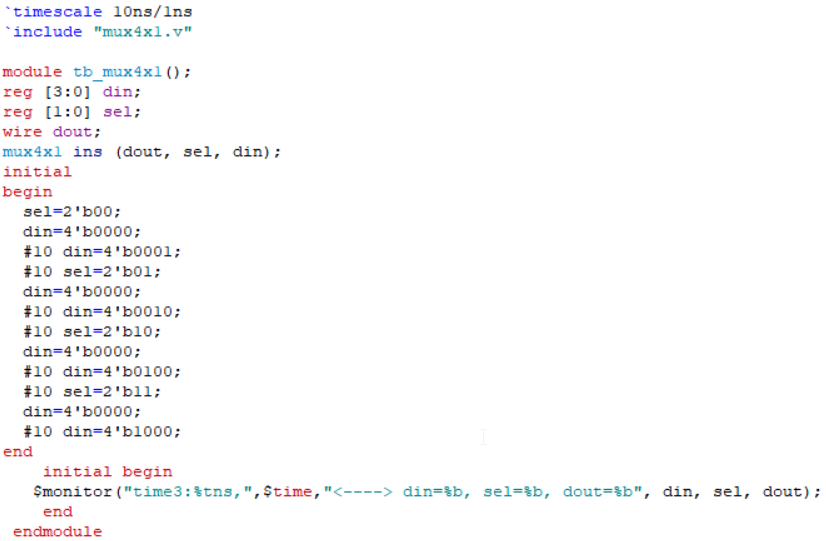 `timescale 10ns/1ns
`include "mux4x1.v"
module tb_mux4x1();
reg [3:0] din;
reg [1:0] sel;
wire dout;
mux4x1 ins (dout, sel, din);
initial
begin
sel=2'b00;
din=4'b0000;
#10 din=4'b0001;
#10 sel=2'b01;
din=4'b0000;
#10 din=4'b0010;
#10 sel=2'b10;
din=4'b0000;
#10 din=4'b0100;
#10 sel=2'b11;
din=4'b0000;
#10 din=4'b1000;
end
initial begin
$monitor("time3:%tns,",$time,"<----> din=%b, sel=%b, dout=%b", din, sel, dout);
end
endmodule